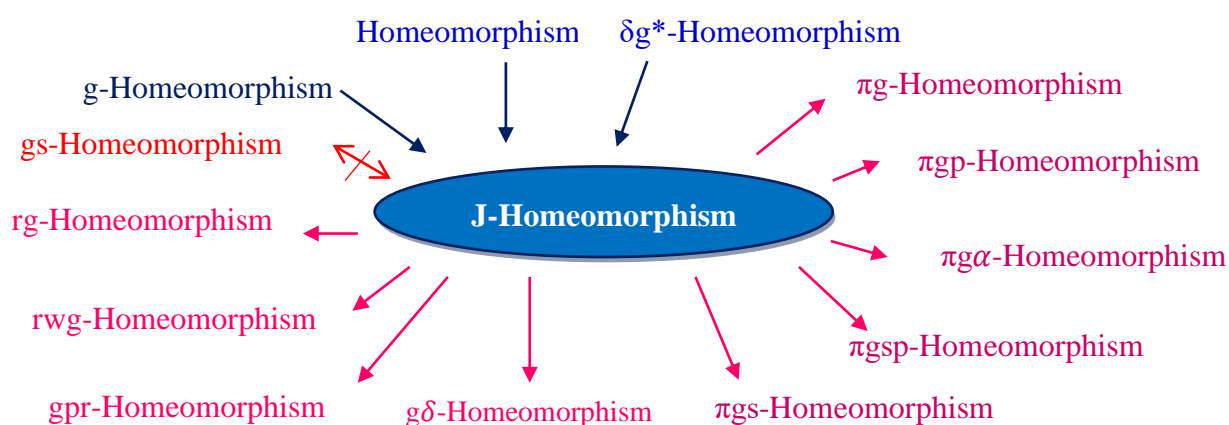 Homeomorphism
δg*-Homeomorphism
g-Homeomorphism
πg-Homeomorphism
gs-Homeomorphism
πgp-Homeomorphism
J-Homeomorphism
rg-Homeomorphism
πgα-Homeomorphism
rwg-Homeomorphism
πgsp-Homeomorphism
gpr-Homeomorphism
gδ-Homeomorphism
πgs-Homeomorphism